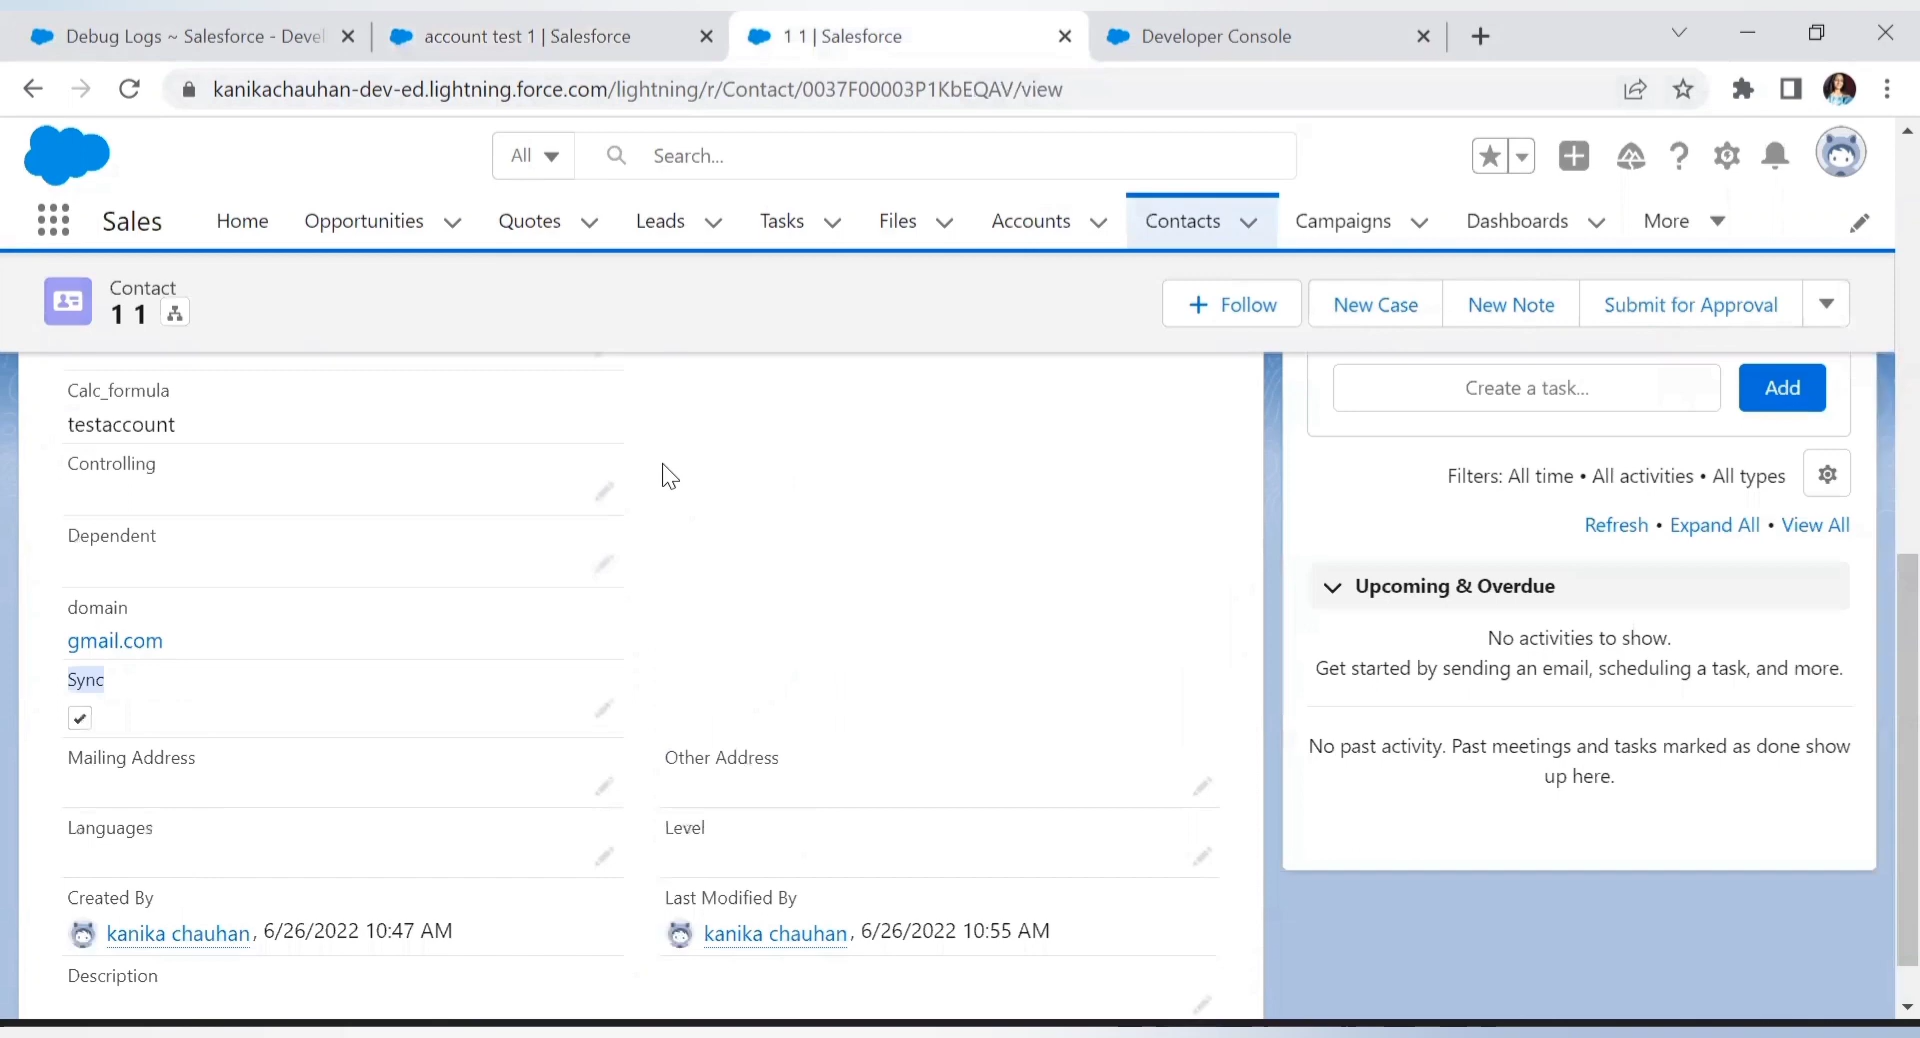 Debug Logs ~ Salesforce - Devel
account test 1 | Salesforce
1 1 | Salesforce
Developer Console
kanikachauhan-dev-ed.lightning.force.com/lightning/r/Contact/0037F00003P1KbEQAV/view
All
Search...
Sales
Home
Opportunities
Quotes
Leads
Tasks
Files
Accounts
Contacts
Campaigns
Dashboards
More
Contact
1 1
Follow
New Case
New Note
Submit for Approval
Calc_formula
testaccount
Controlling
Dependent
domain
gmail.com
Sync
Mailing Address
Other Address
Languages
Level
Created By
kanika chauhan, 6/26/2022 10:47 AM
Last Modified By
kanika chauhan, 6/26/2022 10:55 AM
Description
Create a task...
Add
Filters: All time • All activities • All types
Refresh • Expand All • View All
Upcoming & Overdue
No activities to show.
Get started by sending an email, scheduling a task, and more.
No past activity. Past meetings and tasks marked as done show
up here.